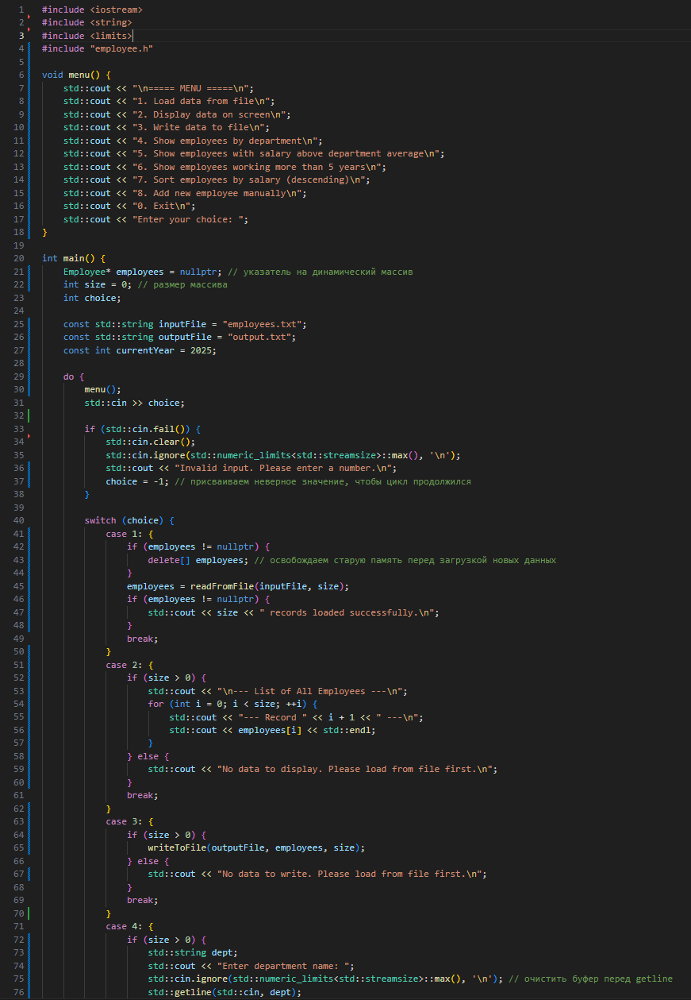 1 #include <iostream>
2 #include <string>
3 #include <limits>
4 #include "employee.h"
5
6 void menu() {
7     std::cout << "\n===== MENU =====\n";
8     std::cout << "1. Load data from file\n";
9     std::cout << "2. Display data on screen\n";
10     std::cout << "3. Write data to file\n";
11     std::cout << "4. Show employees by department\n";
12     std::cout << "5. Show employees with salary above department average\n";
13     std::cout << "6. Show employees working more than 5 years\n";
14     std::cout << "7. Sort employees by salary (descending)\n";
15     std::cout << "8. Add new employee manually\n";
16     std::cout << "0. Exit\n";
17     std::cout << "Enter your choice: ";
18 }
19
20 int main() {
21     Employee* employees = nullptr; // указатель на динамический массив
22     int size = 0; // размер массива
23     int choice;
24
25     const std::string inputFile = "employees.txt";
26     const std::string outputFile = "output.txt";
27     const int currentYear = 2025;
28
29     do {
30         menu();
31         std::cin >> choice;
32
33         if (std::cin.fail()) {
34             std::cin.clear();
35             std::cin.ignore(std::numeric_limits<std::streamsize>::max(), '\n');
36             std::cout << "Invalid input. Please enter a number.\n";
37             choice = -1; // присваиваем неверное значение, чтобы цикл продолжился
38         }
39
40         switch (choice) {
41             case 1: {
42                 if (employees != nullptr) {
43                     delete[] employees; // освобождаем старую память перед загрузкой новых данных
44                 }
45                 employees = readFromFile(inputFile, size);
46                 if (employees != nullptr) {
47                     std::cout << size << " records loaded successfully.\n";
48                 }
49                 break;
50             }
51             case 2: {
52                 if (size > 0) {
53                     std::cout << "\n--- List of All Employees ---\n";
54                     for (int i = 0; i < size; ++i) {
55                         std::cout << "--- Record " << i + 1 << " ---\n";
56                         std::cout << employees[i] << std::endl;
57                     }
58                 } else {
59                     std::cout << "No data to display. Please load from file first.\n";
60                 }
61                 break;
62             }
63             case 3: {
64                 if (size > 0) {
65                     writeToFile(outputFile, employees, size);
66                 } else {
67                     std::cout << "No data to write. Please load from file first.\n";
68                 }
69                 break;
70             }
71             case 4: {
72                 if (size > 0) {
73                     std::string dept;
74                     std::cout << "Enter department name: ";
75                     std::cin.ignore(std::numeric_limits<std::streamsize>::max(), '\n'); // очистить буфер перед getline
76                     std::getline(std::cin, dept);